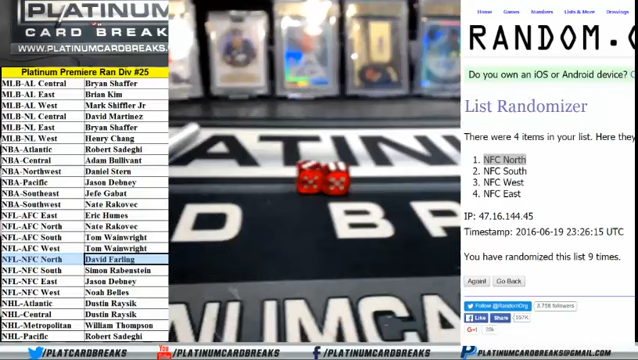 PLATINUM
CARD BREAKS
WWW.PLATINUMCARDBREAKS
Platinum Premiere Ran Div #25
MLB-AL Central Bryan Shaffer
MLB-AL East Brian Kim
MLB-AL West Mark Shiffler Jr
MLB-NL Central David Martinez
MLB-NL East Bryan Shaffer
MLB-NL West Henry Chang
NBA-Atlantic Robert Sadeghi
NBA-Central Adam Bullivant
NBA-Northwest Daniel Stern
NBA-Pacific Jason Debney
NBA-Southeast Jefe Gabat
NBA-Southwest Nate Rakovec
NFL-AFC East Eric Humes
NFL-AFC North Nate Rakovec
NFL-AFC South Tom Wainwright
NFL-AFC West Tom Wainwright
NFL-NFC North David Farling
NFL-NFC South Simon Rabenstein
NFL-NFC East Jason Debney
NFL-NFC West Noah Belles
NHL-Atlantic Dustin Raysik
NHL-Central Dustin Raysik
NHL-Metropolitan William Thompson
NHL-Pacific Robert Sadeghi
ATINU
D BR
NUMCA
Home Games Numbers Lists & More Drawings
RANDOM.O
Do you own an iOS or Android device?
List Randomizer
There were 4 items in your list. Here they
1. NFC North
2. NFC South
3. NFC West
4. NFC East
IP: 47.16.144.45
Timestamp: 2016-06-19 23:26:15 UTC
You have randomized this list 9 times.
Again! Go Back
Follow @RandomOrg
Like Share
/PLATCARDBREAKS
/PLATINUMCARDBREAKS
/PLATINUMCARDBREAKS
PLATINUMCARDBREAKS@GMAIL.COM